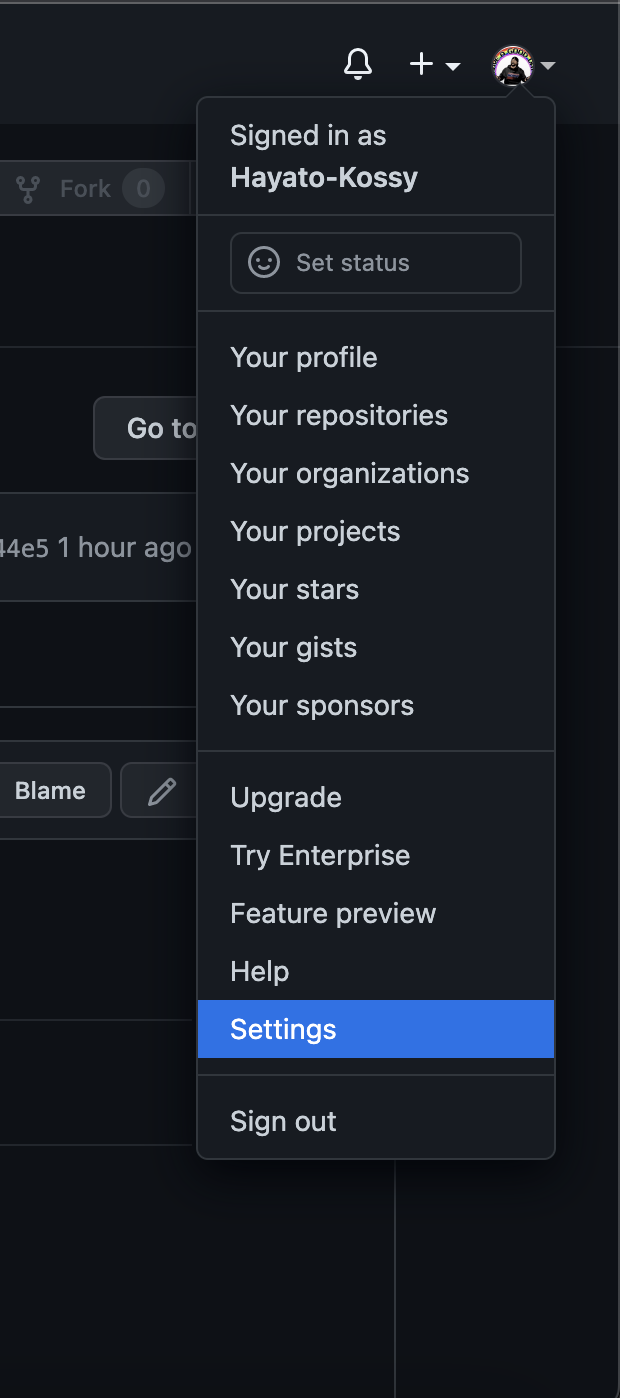 Signed in as
Hayato-Kossy
Fork 0
Set status
Your profile
Your repositories
Go to
Your organizations
Your projects
44e5 1 hour ago
Your stars
Your gists
Your sponsors
Blame
Upgrade
Try Enterprise
Feature preview
Help
Settings
Sign out